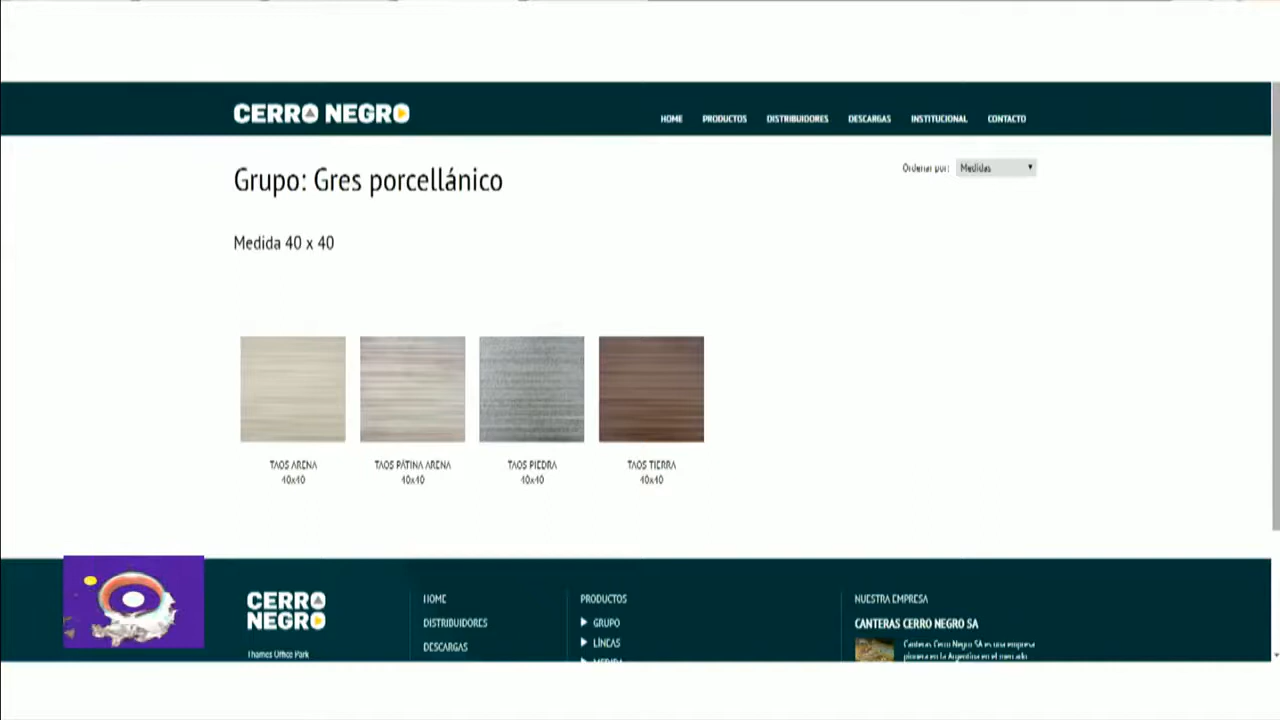 CERRO NEGRO
HOME PRODUCTOS DISTRIBUIDORES DESCARGAS INSTITUCIONAL CONTACTO
Grupo: Gres porcellánico
Ordenar por: Medidas
Medida 40 x 40
TAOS ARENA
40x40
TAOS PÁTINA ARENA
40x40
TAOS PIEDRA
40x40
TAOS TIERRA
40x40
CERRO
NEGRO
Thames Office Park
HOME
DISTRIBUIDORES
DESCARGAS
PRODUCTOS
GRUPO
LÍNEAS
MEDIDA
NUESTRA EMPRESA
CANTERAS CERRO NEGRO SA
Canteras Cerro Negro SA es una empresa
pionera en la Argentina en el mercado